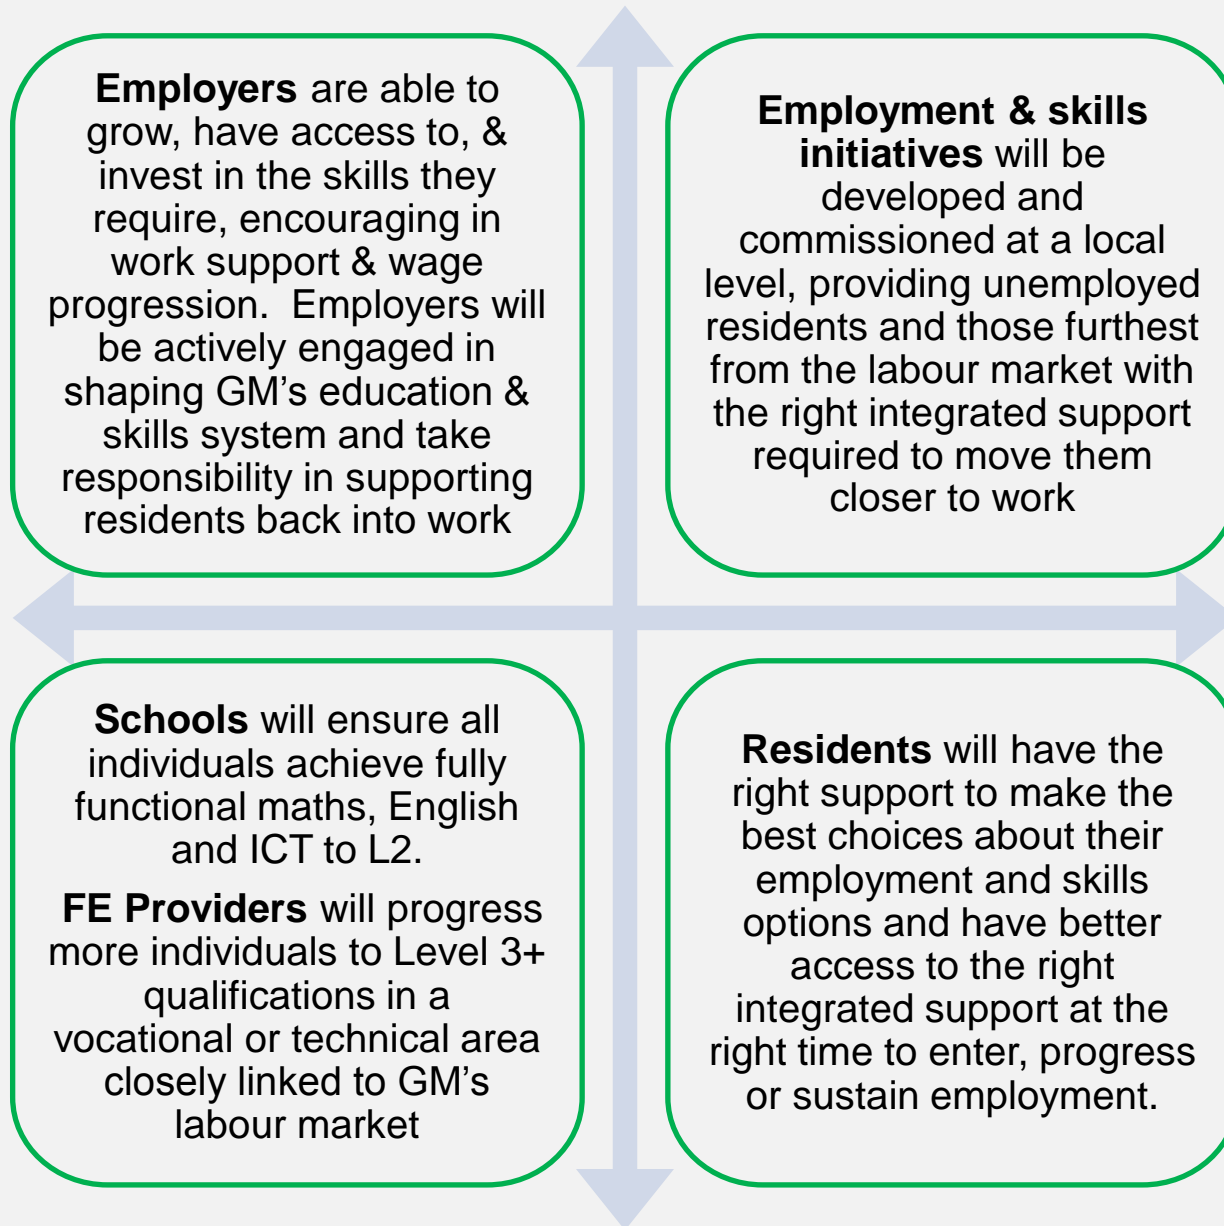 Employers are able to
grow, have access to, &
invest in the skills they
require, encouraging in
work support & wage
progression.  Employers will
be actively engaged in
shaping GM’s education &
skills system and take
responsibility in supporting
residents back into work
Employment & skills
initiatives will be
developed and
commissioned at a local
level, providing unemployed
residents and those furthest
from the labour market with
the right integrated support
required to move them
closer to work
Schools will ensure all
individuals achieve fully
functional maths, English
and ICT to L2.
FE Providers will progress
more individuals to Level 3+
qualifications in a
vocational or technical area
closely linked to GM’s
labour market
Residents will have the
right support to make the
best choices about their
employment and skills
options and have better
access to the right
integrated support at the
right time to enter, progress
or sustain employment.